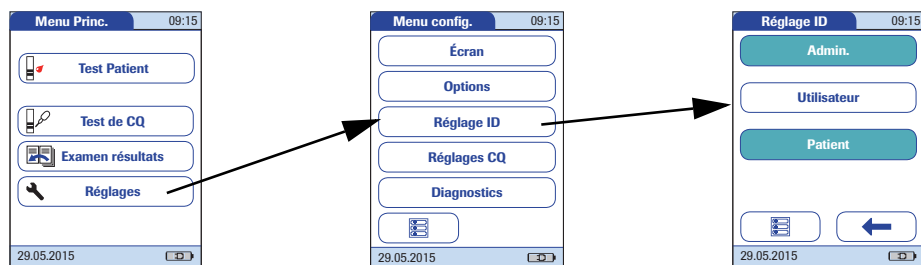 Menu Princ. 09:15
Test Patient
Test de CQ
Examen résultats
Réglages
29.05.2015
Menu config. 09:15
Écran
Options
Réglage ID
Réglages CQ
Diagnostics
29.05.2015
Réglage ID 09:15
Admin.
Utilisateur
Patient
29.05.2015